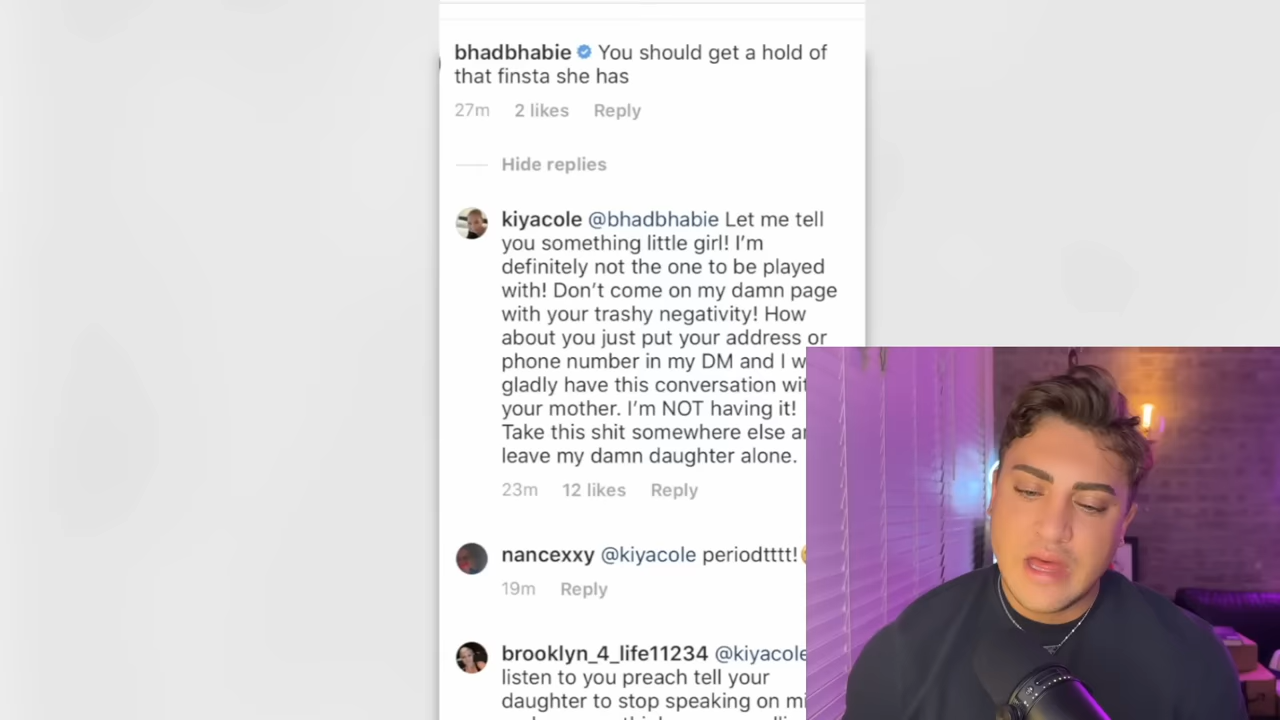 bhadbhabie You should get a hold of
that finsta she has
27m 2 likes Reply
Hide replies
kiyacole @bhadbhabie Let me tell
you something little girl! I’m
definitely not the one to be played
with! Don’t come on my damn page
with your trashy negativity! How
about you just put your address or
phone number in my DM and I
gladly have this conversation
your mother. I’m NOT having it!
Take this shit somewhere else
leave my damn daughter alone.
23m 12 likes Reply
nancexxy @kiyacole periodtttt!
19m Reply
brooklyn_4_life11234 @kiyacole
listen to you preach tell your
daughter to stop speaking on